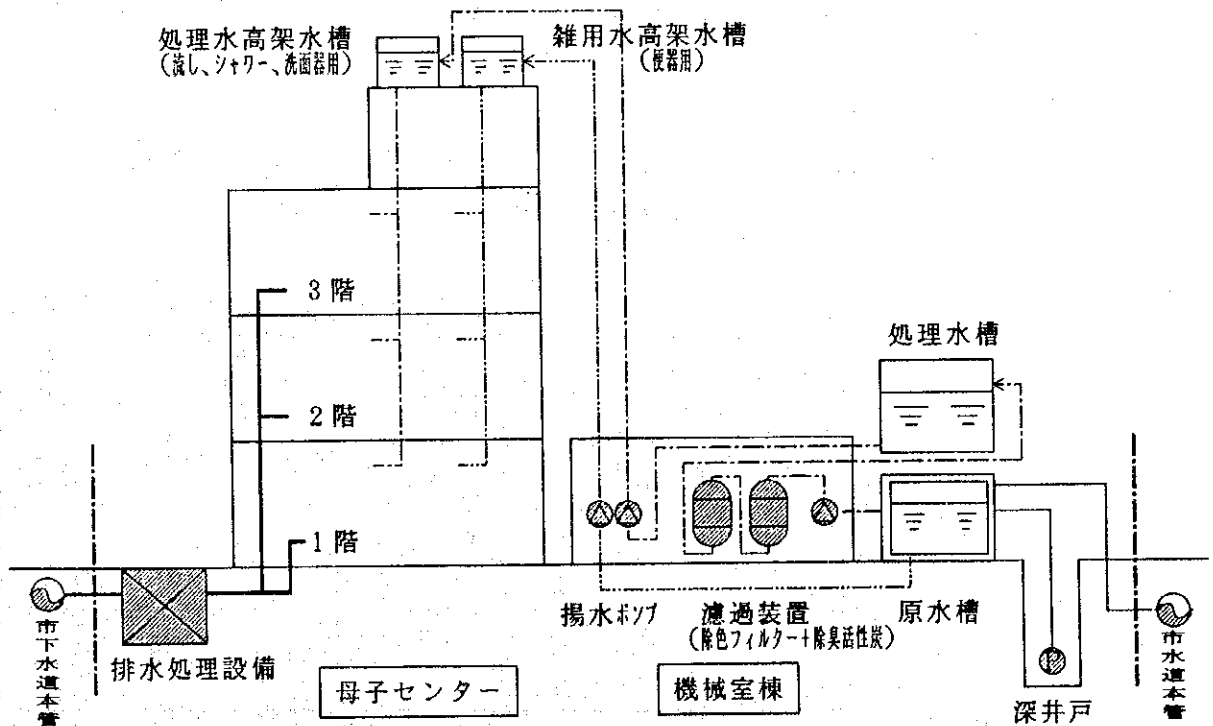 処理水高架水槽
(流し、シャワー、洗面器用)
雑用水高架水槽
(便器用)
3階
2階
1階
処理水槽
揚水ポンプ
濾過装置
(除色フィルター+除臭活性炭)
原水槽
市下水道本管
排水処理設備
母子センター
機械室棟
P
深井戸
市水道本管